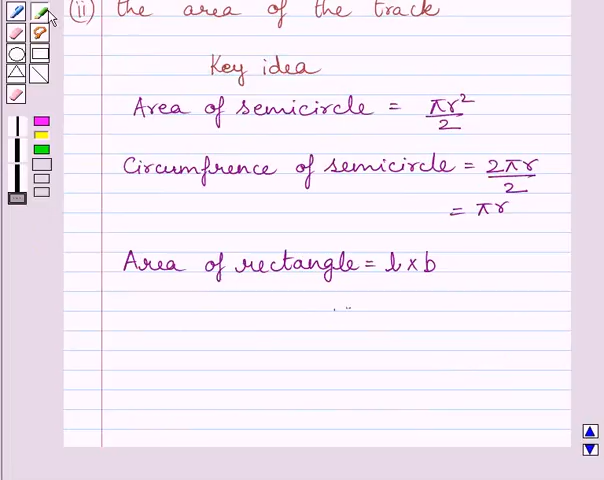 (ii) the area of the track
Key idea
Area of semicircle = πr²/2
Circumfrence of semicircle = 2πr/2
= πr
Area of rectangle = l × b